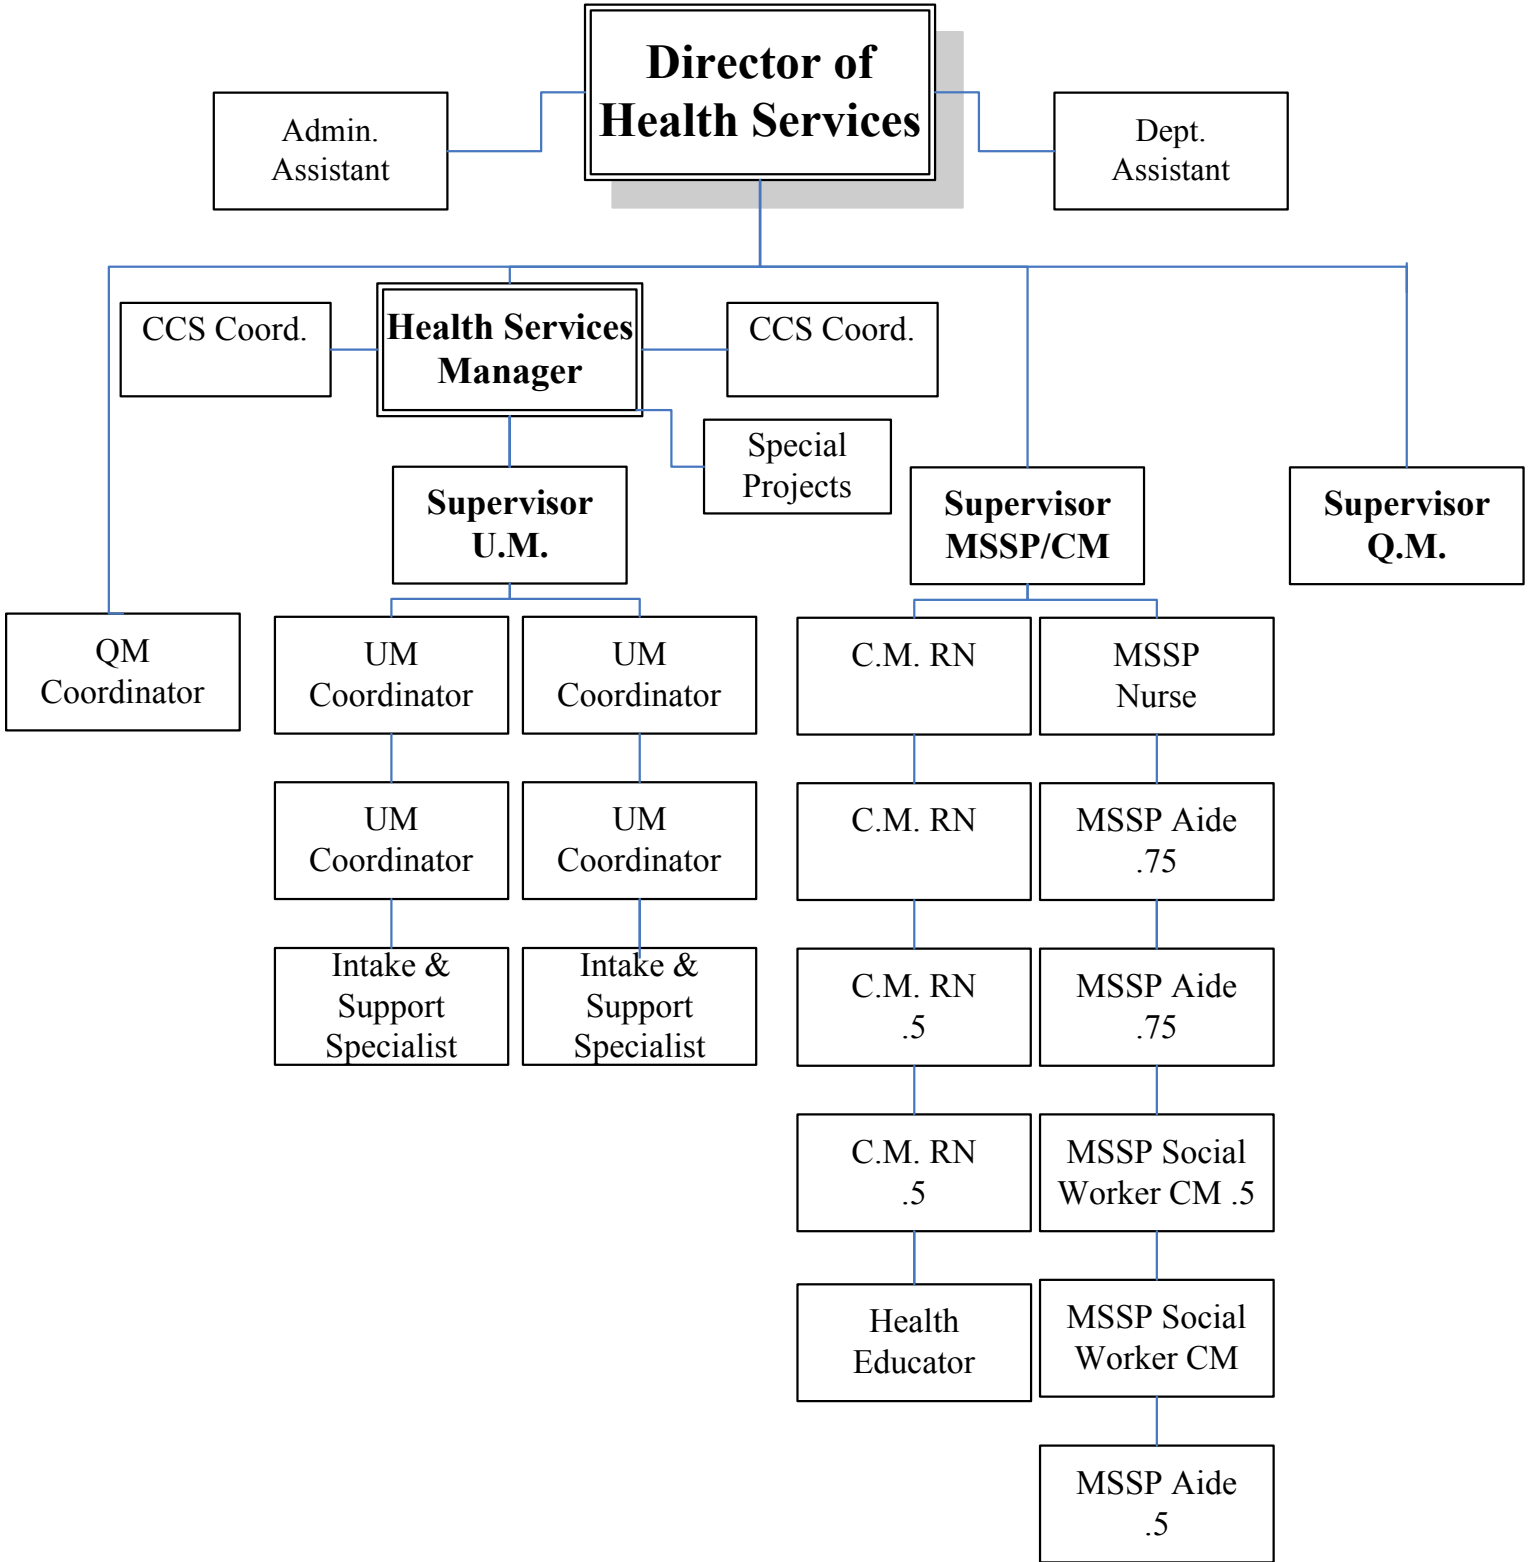 Director of
Health Services
Admin.
Assistant
Dept.
Assistant
CCS Coord.
Health Services
Manager
CCS Coord.
Special
Projects
Supervisor
U.M.
Supervisor
MSSP/CM
Supervisor
Q.M.
QM
Coordinator
UM
Coordinator
UM
Coordinator
C.M. RN
MSSP
Nurse
UM
Coordinator
UM
Coordinator
C.M. RN
MSSP Aide
.75
Intake &
Support
Specialist
Intake &
Support
Specialist
C.M. RN
.5
MSSP Aide
.75
C.M. RN
.5
MSSP Social
Worker CM .5
Health
Educator
MSSP Social
Worker CM
MSSP Aide
.5